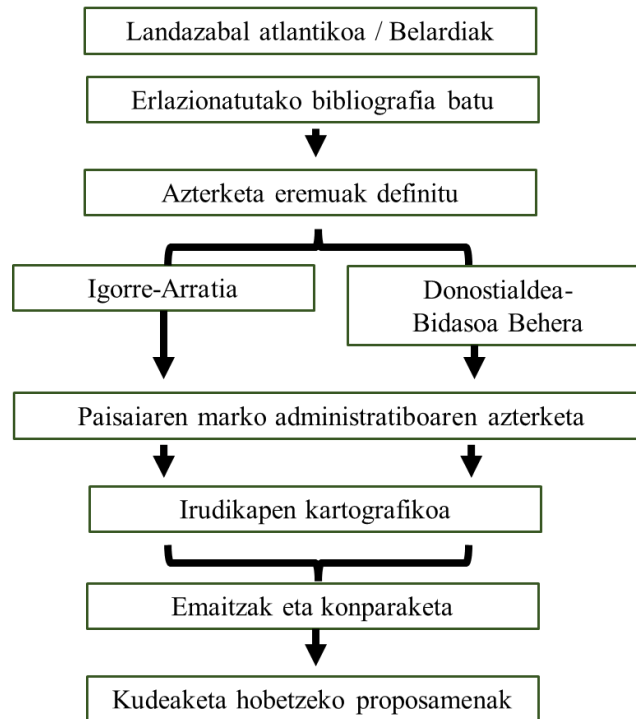 Landazabal atlantikoa / Belardiak
Erlazionatutako bibliografia batu
Azterketa eremuak definitu
Igorre-Arratia
Donostialdea-
Bidasoa Behera
Paisaiaren marko administratiboaren azterketa
Irudikapen kartografikoa
Emaitzak eta konparaketa
Kudeaketa hobetzeko proposamenak